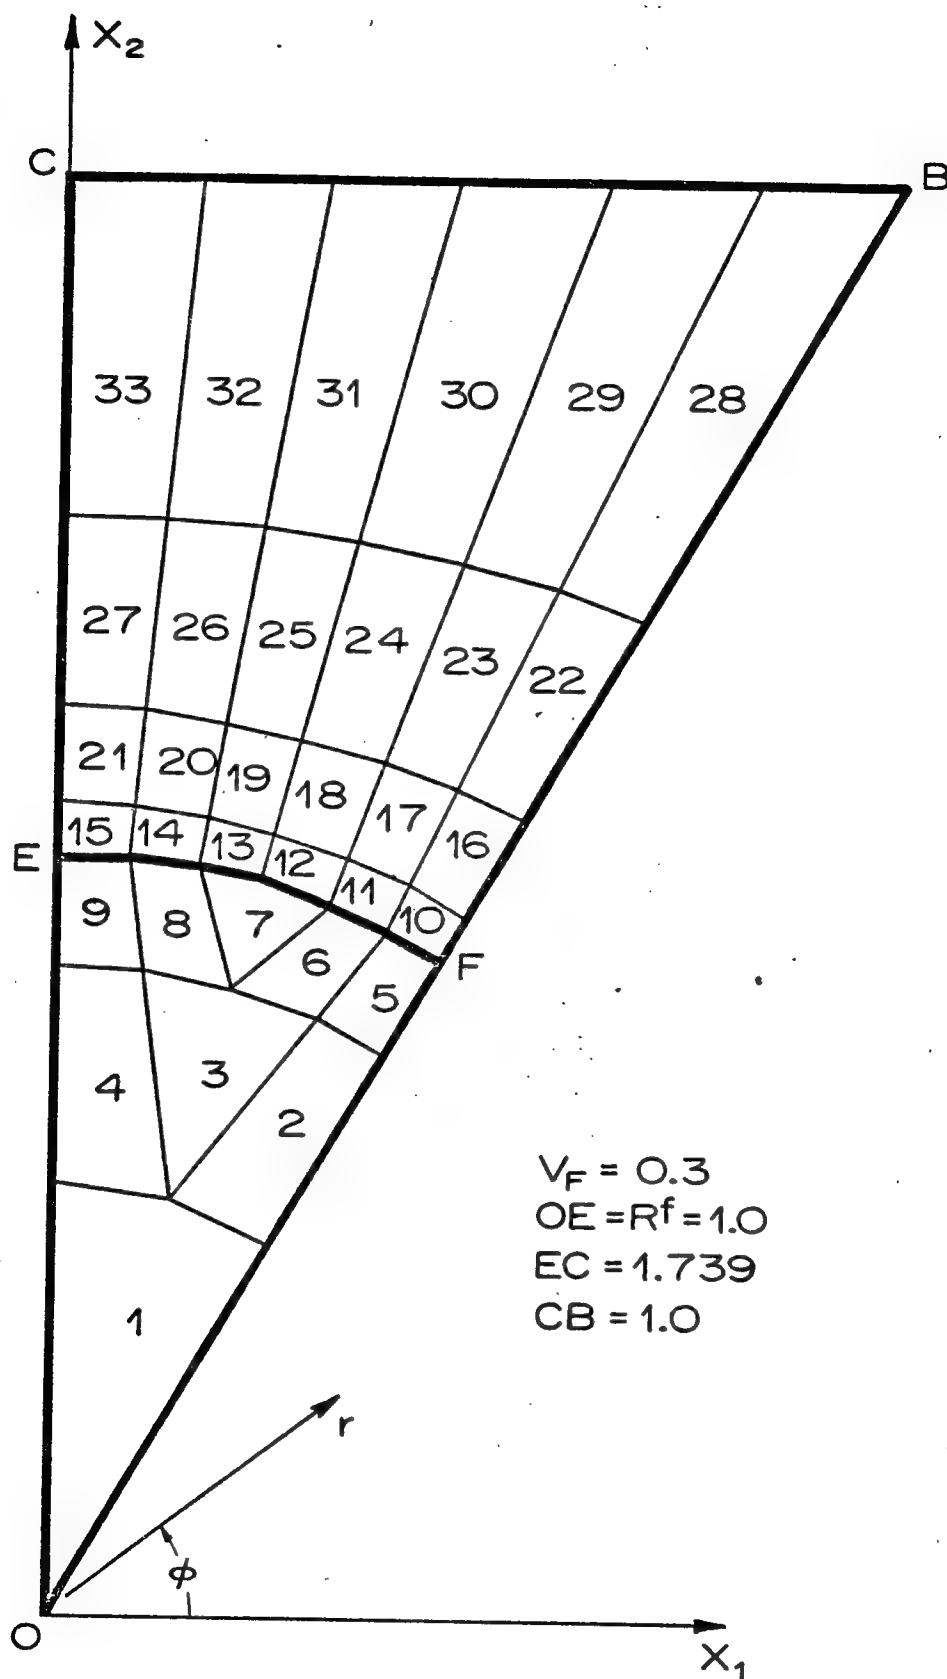 X₂
C B
33 32 31 30 29 28
27 26 25 24 23 22
21 20 19 18 17 16
15 14 13 12 11 10
E
9 8 7 6 5 F
4 3 2
V_F = 0.3
OE = R^f = 1.0
EC = 1.739
CB = 1.0
1
r
φ
O
X₁